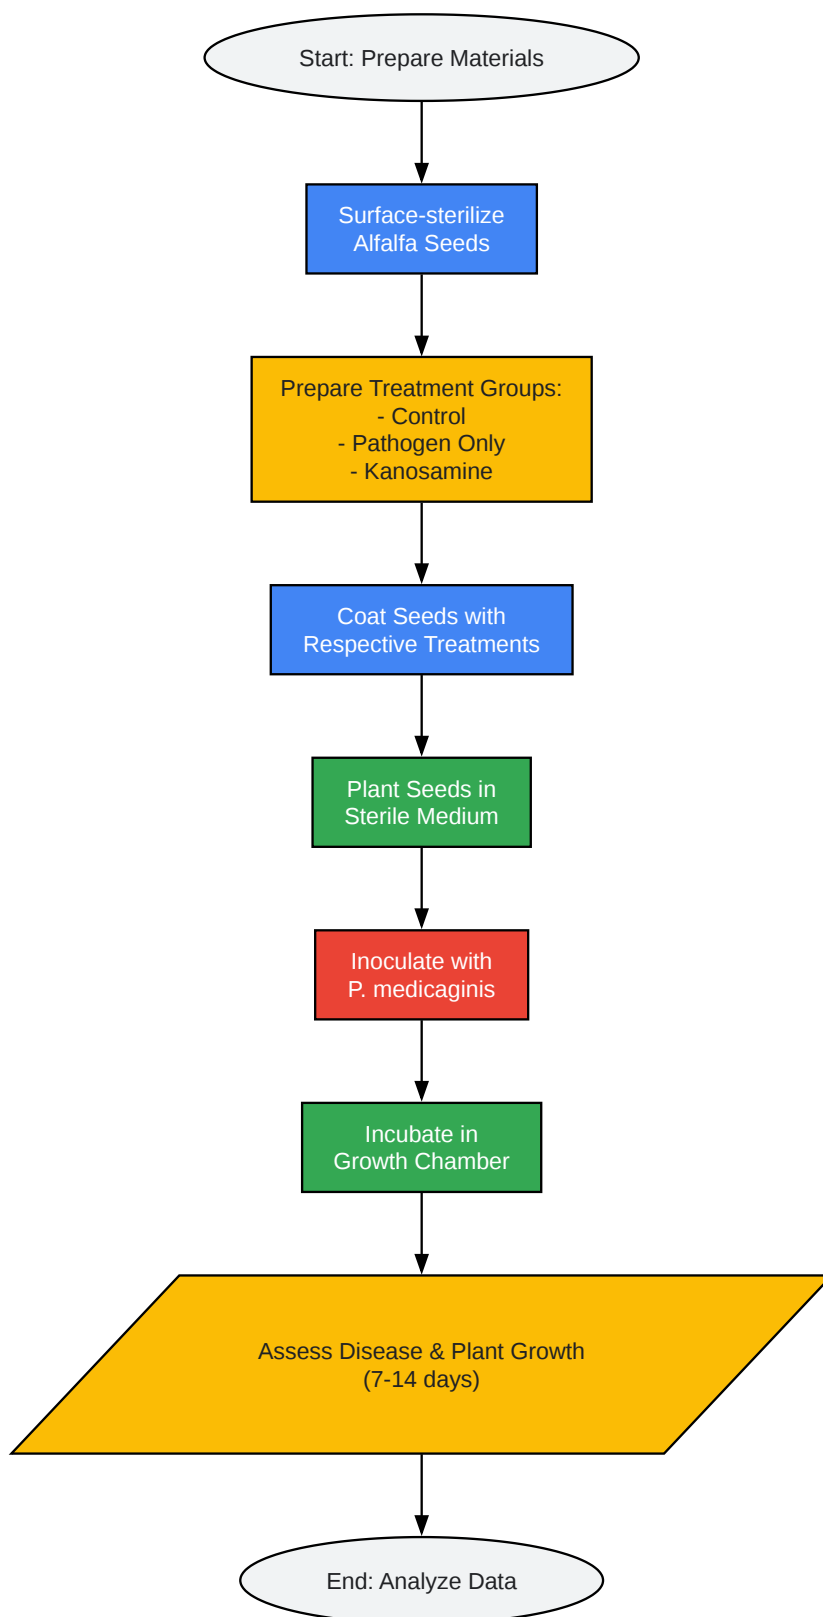 Start: Prepare Materials
Surface-sterilize
Alfalfa Seeds
Prepare Treatment Groups:
- Control
- Pathogen Only
- Kanosamine
Coat Seeds with
Respective Treatments
Plant Seeds in
Sterile Medium
Inoculate with
P. medicaginis
Incubate in
Growth Chamber
Assess Disease & Plant Growth
(7-14 days)
End: Analyze Data